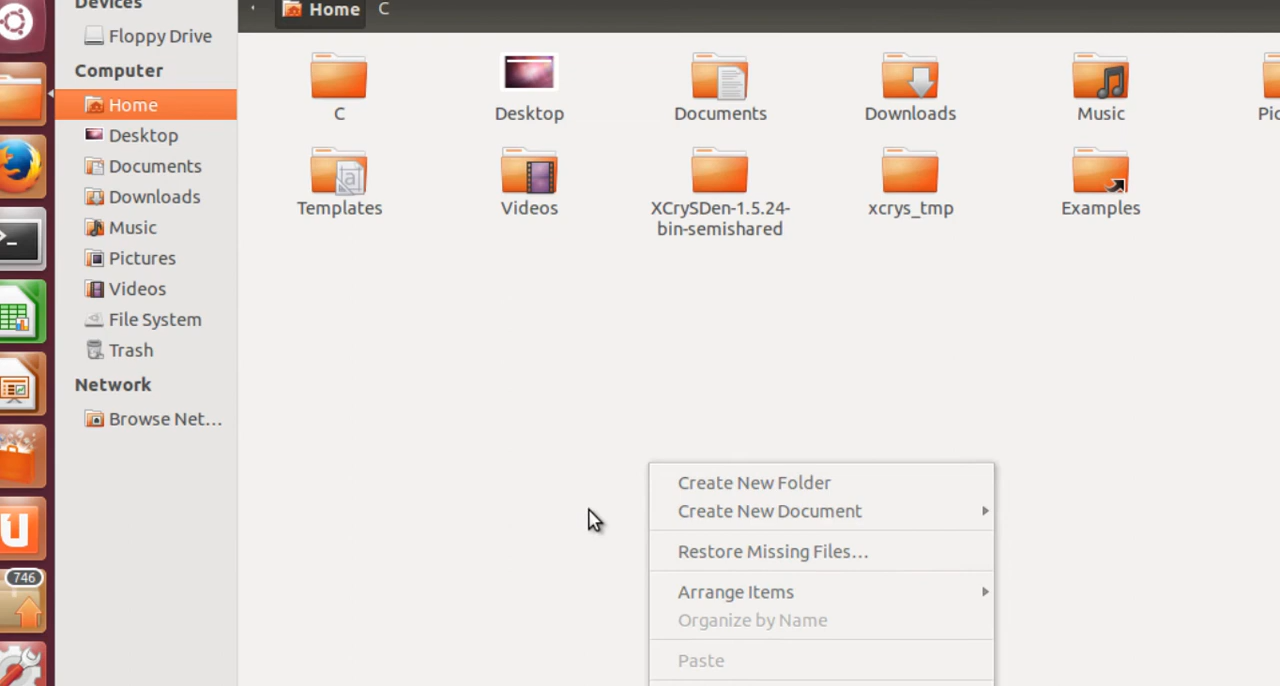 Devices
Home C
Floppy Drive
Computer
Home
Desktop
Documents
Downloads
Music
Pictures
Videos
File System
Trash
Network
Browse Net…
C
Desktop
Documents
Downloads
Music
Templates
Videos
XCrySDen-1.5.24-
bin-semishared
xcrys_tmp
Examples
Create New Folder
Create New Document
Restore Missing Files…
Arrange Items
Organize by Name
Paste
746